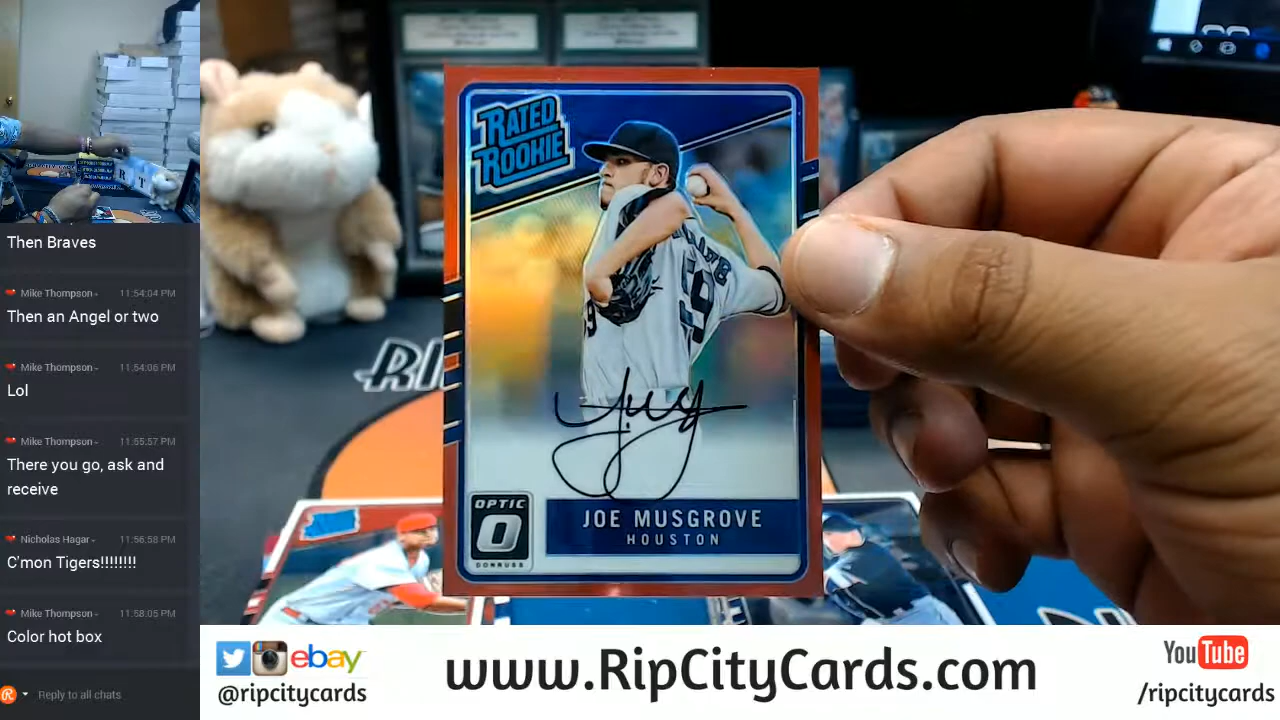 Then Braves
Mike Thompson 11:54:04 PM
Then an Angel or two
Mike Thompson 11:54:06 PM
Lol
Mike Thompson 11:55:57 PM
There you go, ask and
receive
Nicholas Hagar 11:56:58 PM
C'mon Tigers!!!!!!!!
Mike Thompson 11:58:05 PM
Color hot box
Reply to all chats
RATED
ROOKIE
OPTIC
DONRUSS
JOE MUSGROVE
HOUSTON
RI
ebay
@ripcitycards
www.RipCityCards.com
YouTube
/ripcitycards